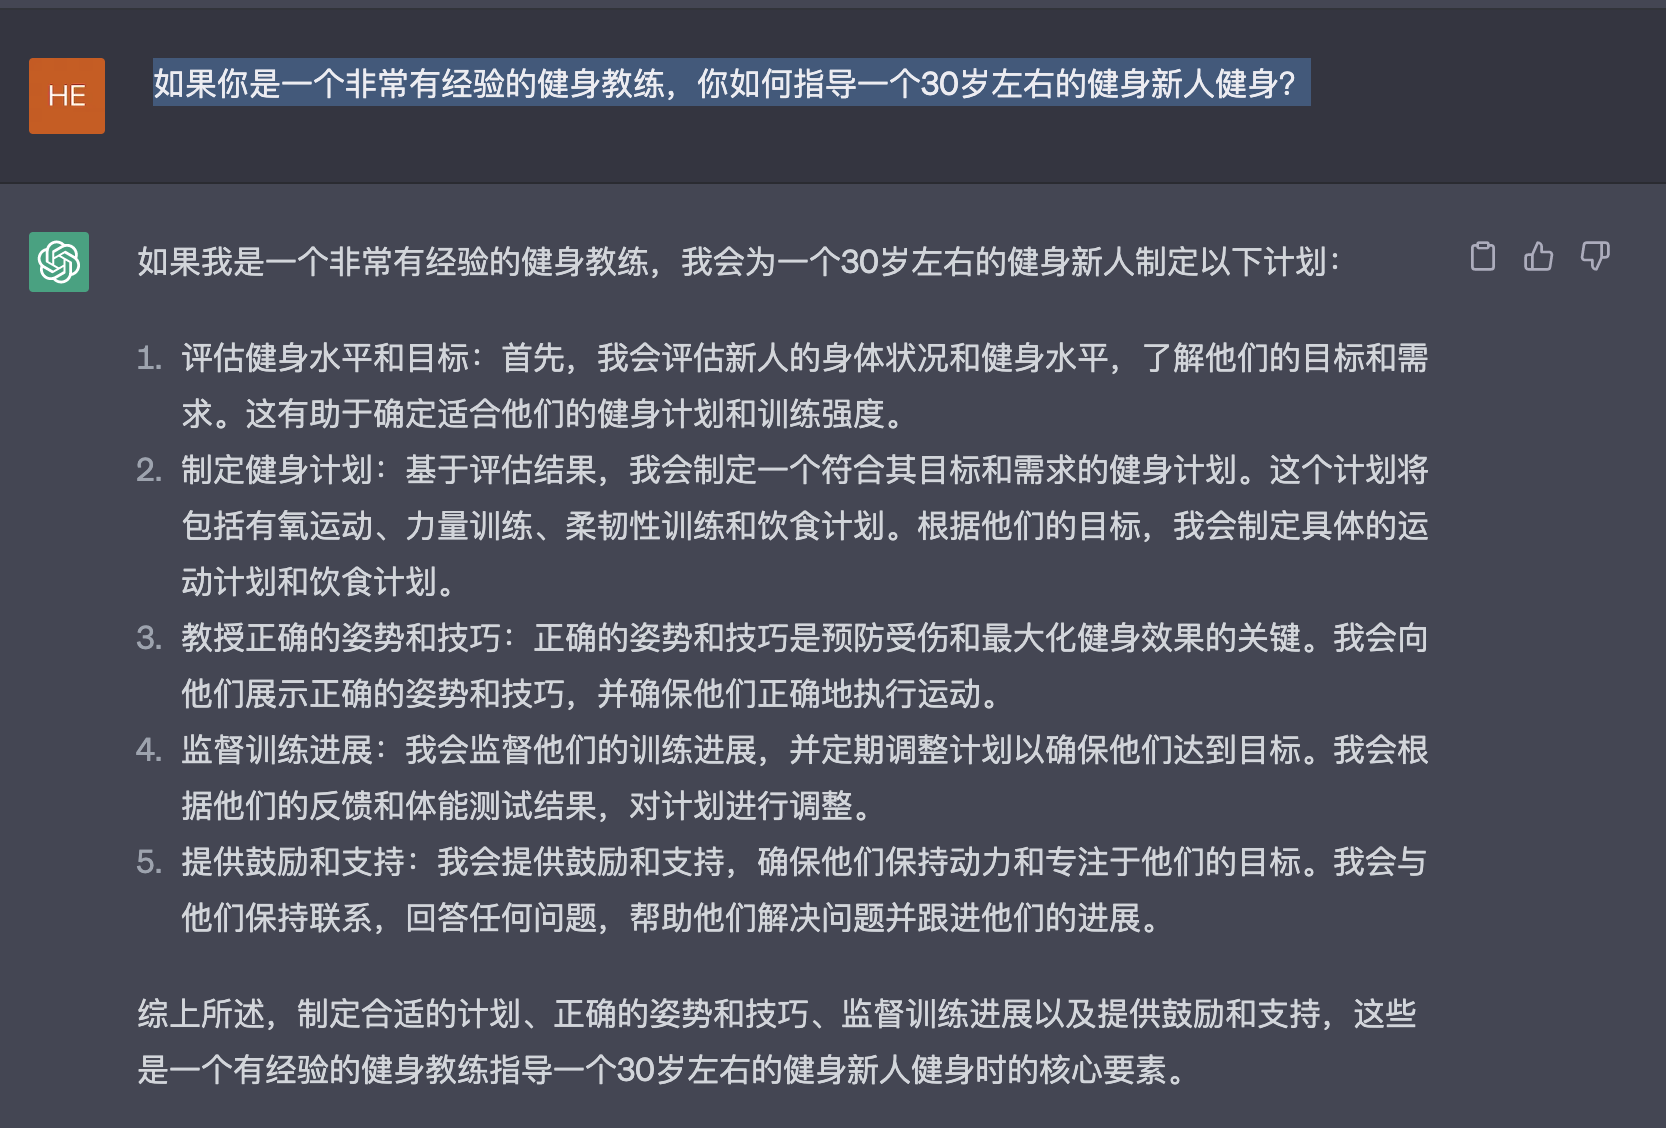 HE
如果你是一个非常有经验的健身教练，你如何指导一个30岁左右的健身新人健身？
如果我是一个非常有经验的健身教练，我会为一个30岁左右的健身新人制定以下计划：
1. 评估健身水平和目标：首先，我会评估新人的身体状况和健身水平，了解他们的目标和需
求。这有助于确定适合他们的健身计划和训练强度。
2. 制定健身计划：基于评估结果，我会制定一个符合其目标和需求的健身计划。这个计划将
包括有氧运动、力量训练、柔韧性训练和饮食计划。根据他们的目标，我会制定具体的运
动计划和饮食计划。
3. 教授正确的姿势和技巧：正确的姿势和技巧是预防受伤和最大化健身效果的关键。我会向
他们展示正确的姿势和技巧，并确保他们正确地执行运动。
4. 监督训练进展：我会监督他们的训练进展，并定期调整计划以确保他们达到目标。我会根
据他们的反馈和体能测试结果，对计划进行调整。
5. 提供鼓励和支持：我会提供鼓励和支持，确保他们保持动力和专注于他们的目标。我会与
他们保持联系，回答任何问题，帮助他们解决问题并跟进他们的进展。
综上所述，制定合适的计划、正确的姿势和技巧、监督训练进展以及提供鼓励和支持，这些
是一个有经验的健身教练指导一个30岁左右的健身新人健身时的核心要素。